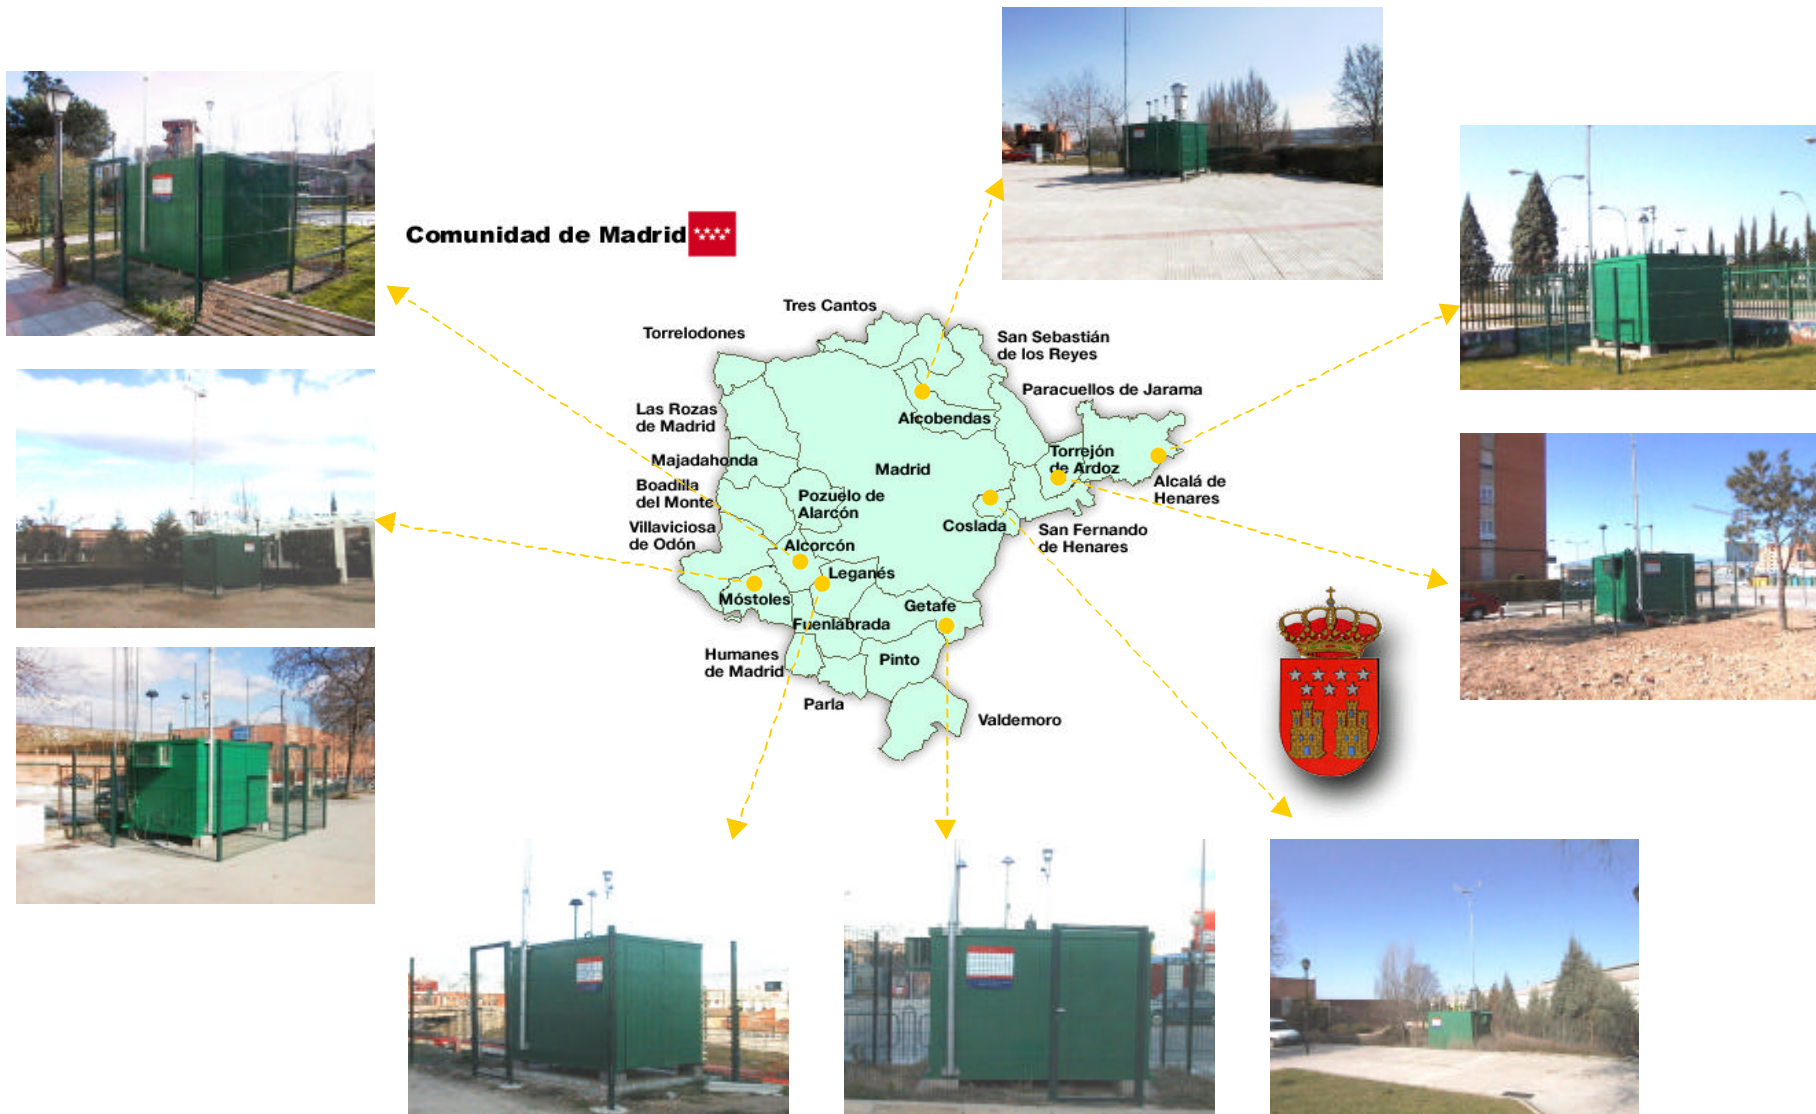 Comunidad de Madrid
Tres Cantos
Torrelodones
San Sebastián
de los Reyes
Paracuellos de Jarama
Las Rozas
de Madrid
Alcobendas
Majadahonda
Madrid
Torrejón
de Ardoz
Boadilla
del Monte
Pozuelo de
Alarcón
Alcalá de
Henares
Villaviciosa
de Odón
Coslada
San Fernando
de Henares
Alcorcón
Leganés
Móstoles
Getafe
Fuenlabrada
Humanes
de Madrid
Pinto
Parla
Valdemoro